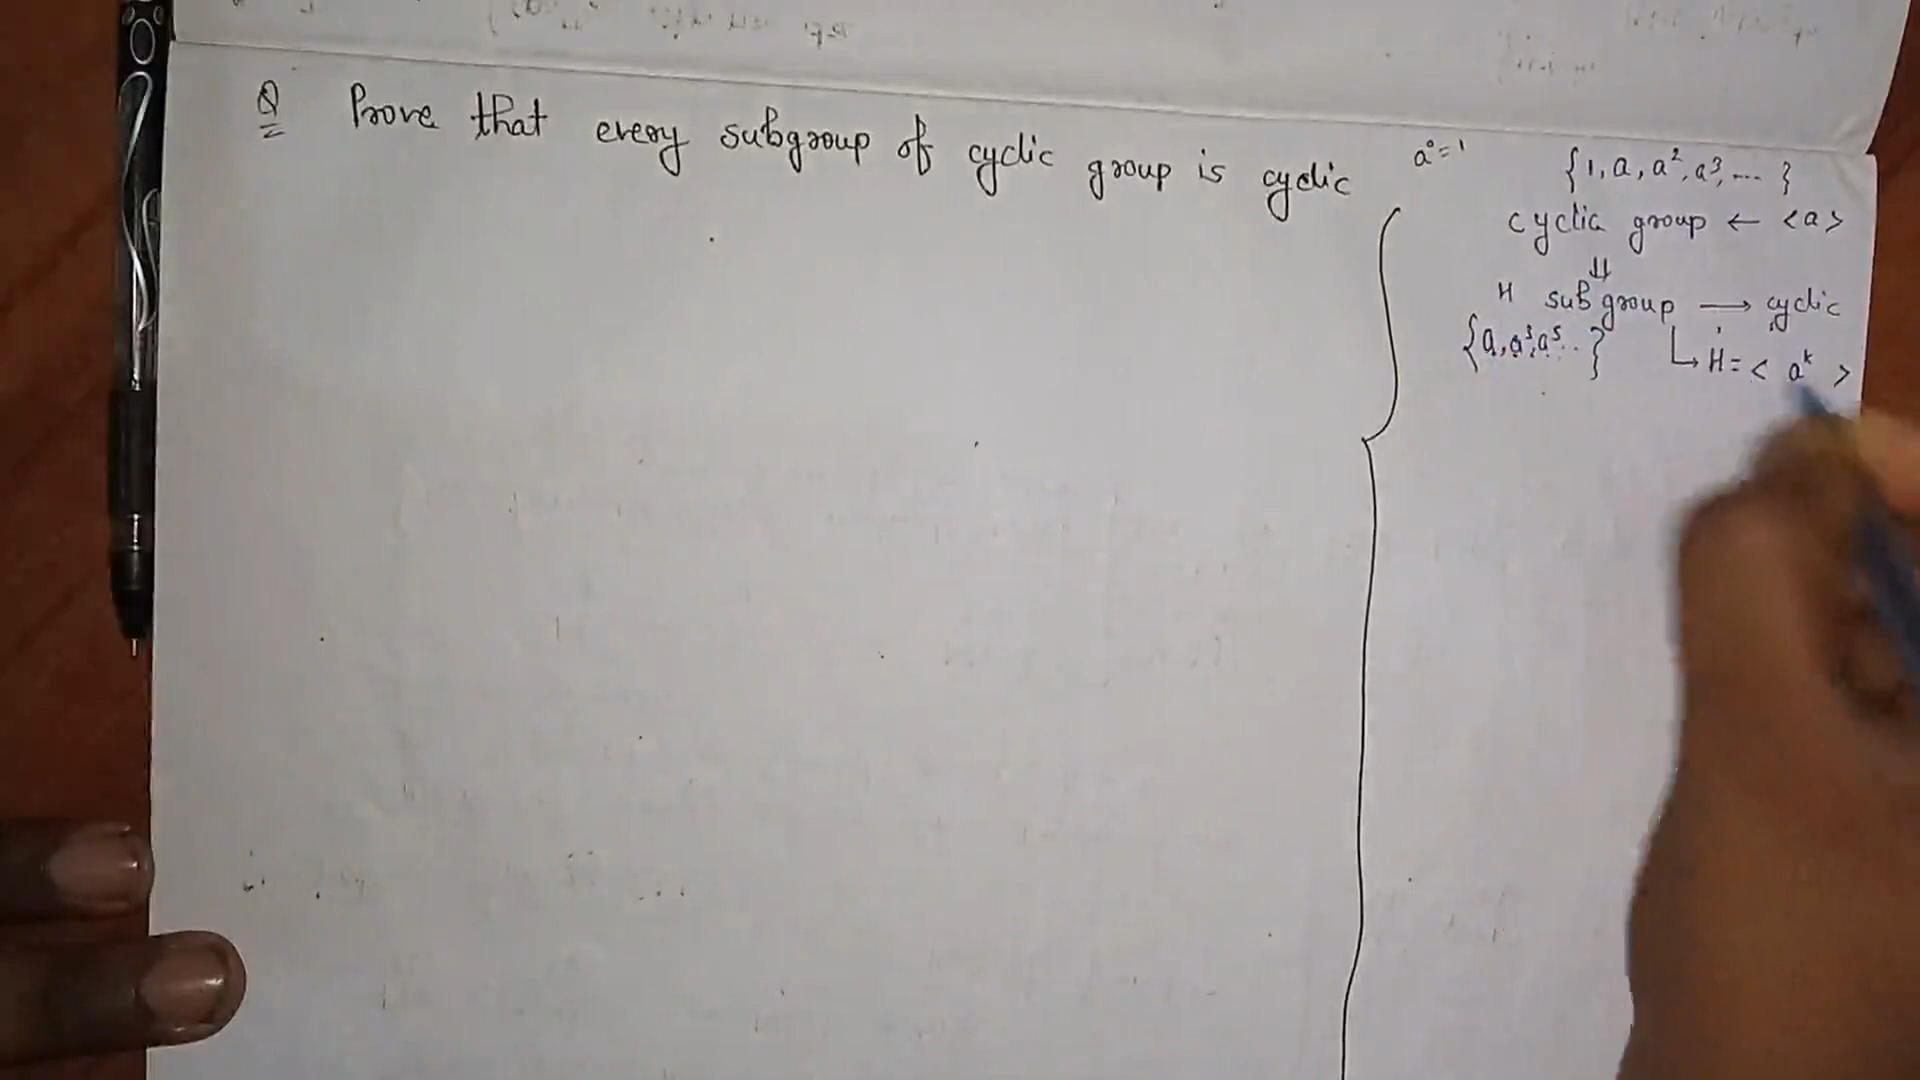 Q Prove that every subgroup of cyclic group is cyclic
a⁰=1
{1, a, a², a³, ... }
cyclic group ← <a>
⇓
H subgroup → cyclic
{a, a³, a⁵.. }
↳ H = < aᵏ >